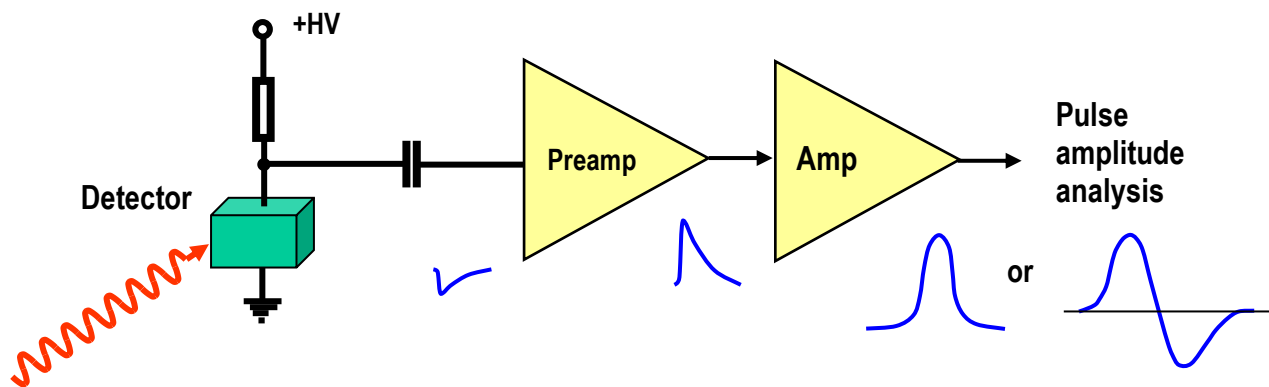 +HV
Detector
Preamp
Amp
Pulse
amplitude
analysis
or